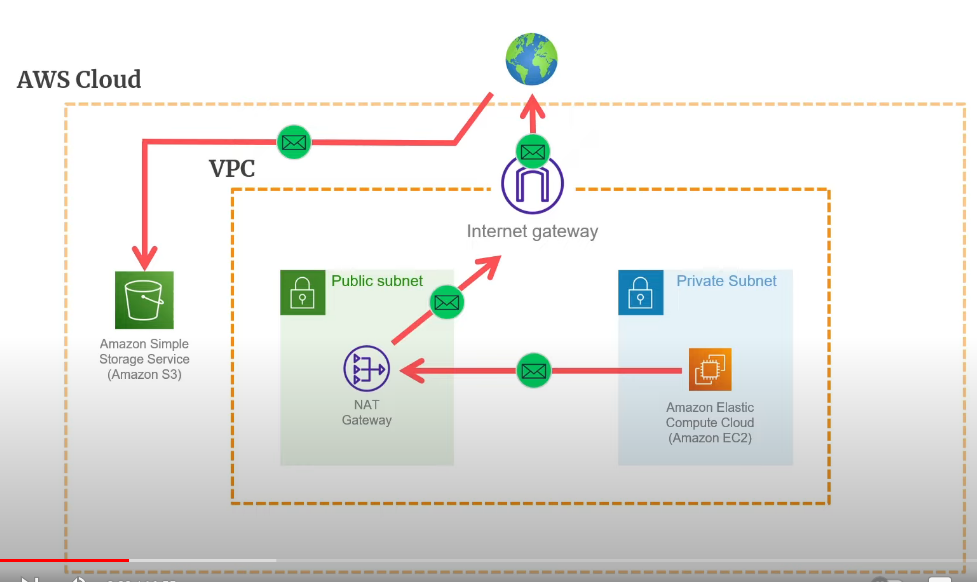 AWS Cloud
VPC
Internet gateway
Public subnet
Private Subnet
Amazon Simple
Storage Service
(Amazon S3)
NAT
Gateway
Amazon Elastic
Compute Cloud
(Amazon EC2)